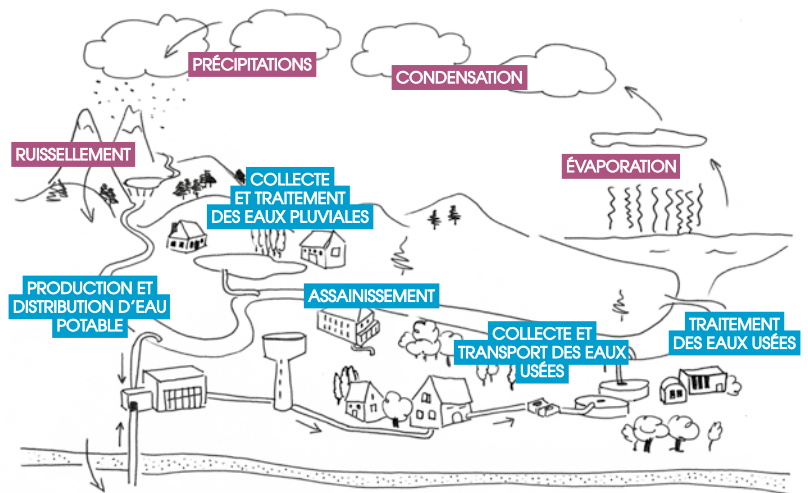 PRÉCIPITATIONS
CONDENSATION
RUISSELLEMENT
ÉVAPORATION
COLLECTE
ET TRAITEMENT
DES EAUX PLUVIALES
PRODUCTION ET
DISTRIBUTION D'EAU
POTABLE
ASSAINISSEMENT
COLLECTE ET
TRANSPORT DES EAUX
USÉES
TRAITEMENT
DES EAUX USÉES